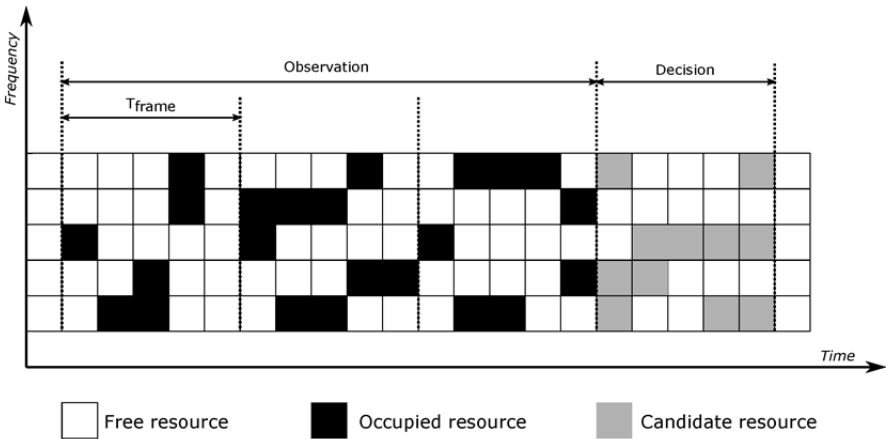 Frequency
Observation
Decision
Tframe
Time
Free resource
Occupied resource
Candidate resource